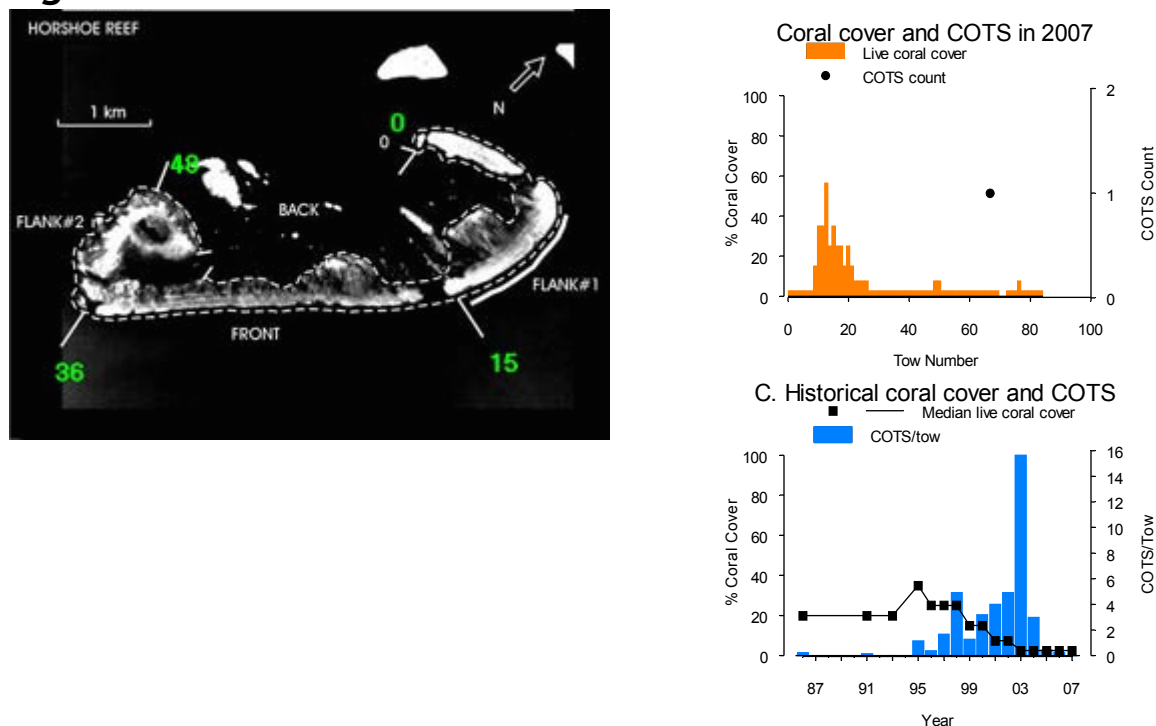 HORSHOE REEF
1 km
N
0
0
48
FLANK#2
BACK
FLANK#1
FRONT
15
36
Coral cover and COTS in 2007
Live coral cover
COTS count
100
80
60
40
20
0
% Coral Cover
2
1
0
COTS Count
0 20 40 60 80 100
Tow Number
C. Historical coral cover and COTS
Median live coral cover
COTS/tow
100
80
60
40
20
0
% Coral Cover
16
14
12
10
8
6
4
2
0
COTS/Tow
87 91 95 99 03 07
Year